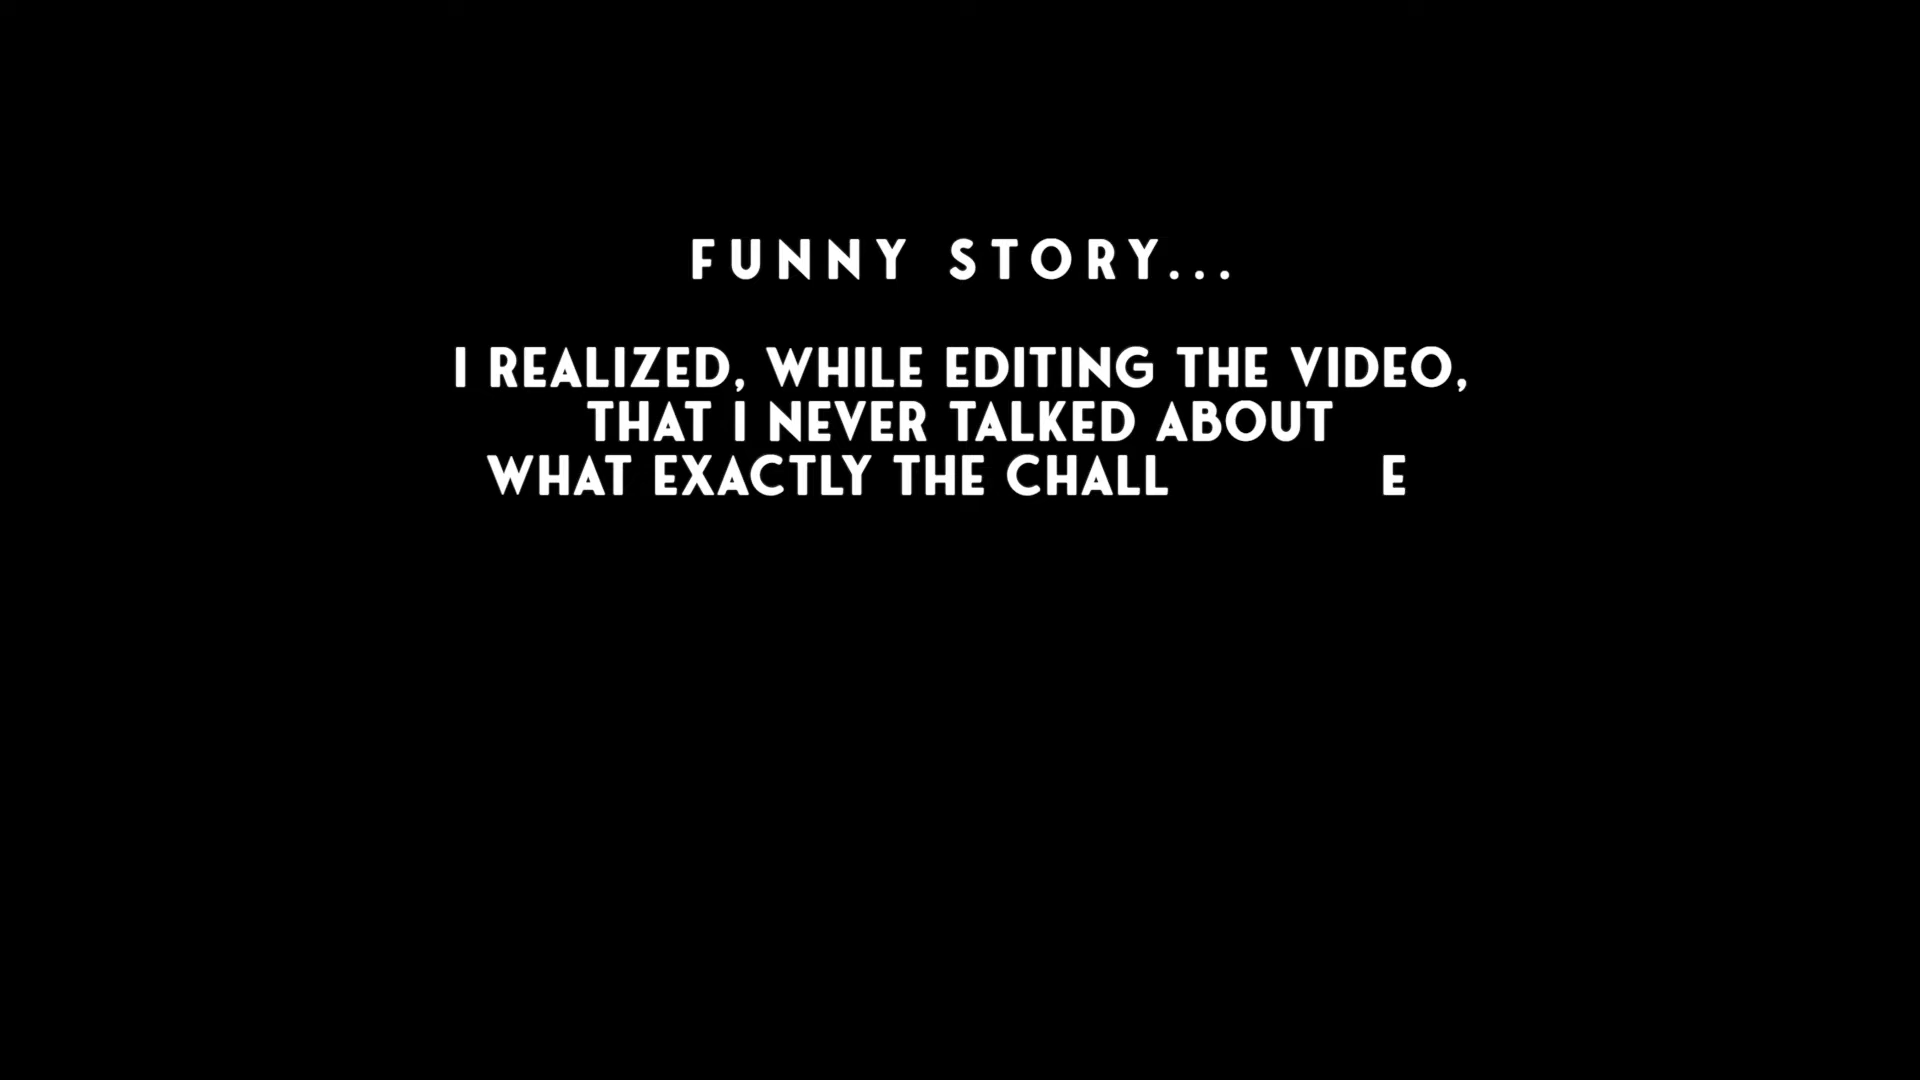 FUNNY STORY...
I REALIZED, WHILE EDITING THE VIDEO,
THAT I NEVER TALKED ABOUT
WHAT EXACTLY THE CHALL E